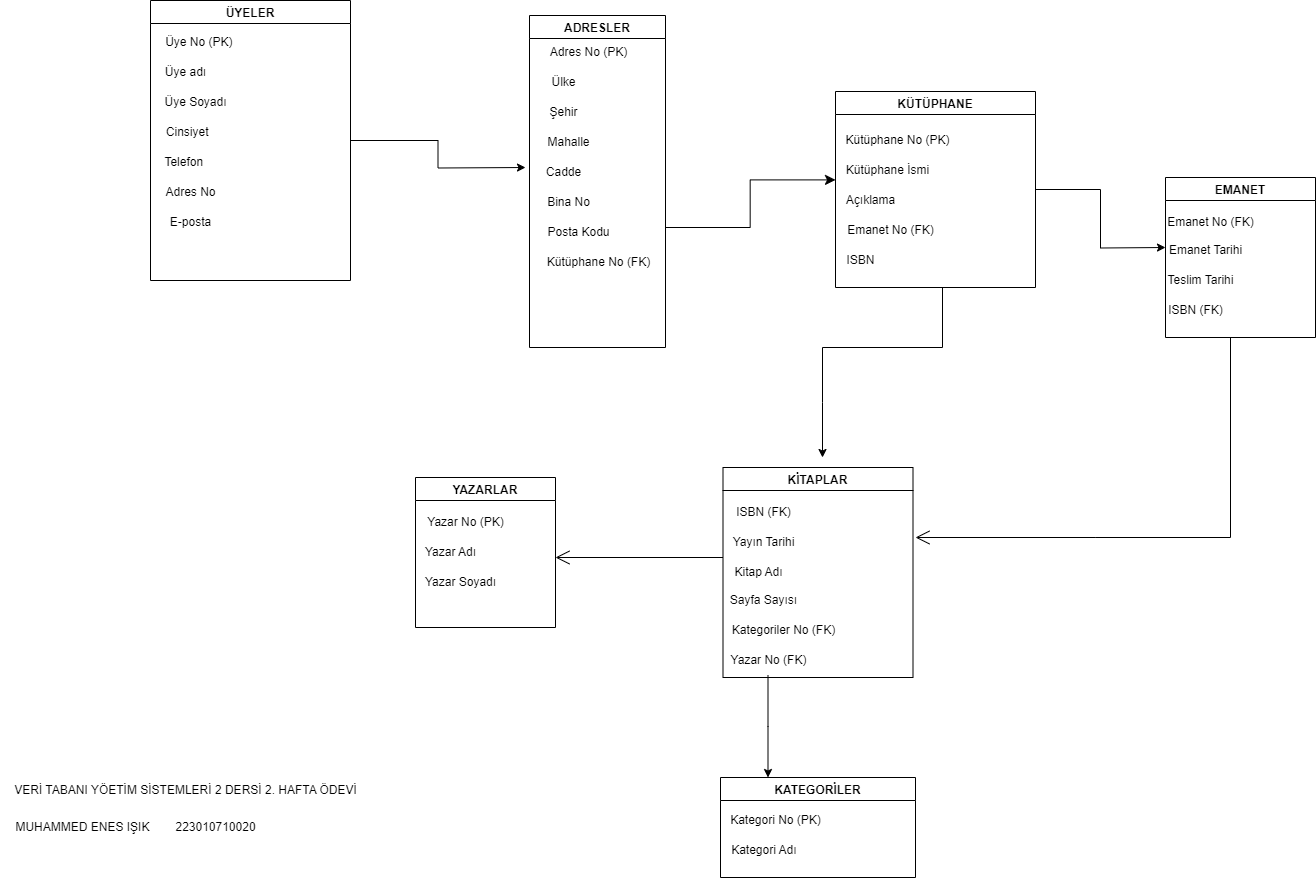 ÜYELER
Üye No (PK)
Üye adı
Üye Soyadı
Cinsiyet
Telefon
Adres No
E-posta
ADRESLER
Adres No (PK)
Ülke
Şehir
Mahalle
Cadde
Bina No
Posta Kodu
Kütüphane No (FK)
KÜTÜPHANE
Kütüphane No (PK)
Kütüphane İsmi
Açıklama
Emanet No (FK)
ISBN
EMANET
Emanet No (FK)
Emanet Tarihi
Teslim Tarihi
ISBN (FK)
YAZARLAR
Yazar No (PK)
Yazar Adı
Yazar Soyadı
KİTAPLAR
ISBN (FK)
Yayın Tarihi
Kitap Adı
Sayfa Sayısı
Kategoriler No (FK)
Yazar No (FK)
KATEGORİLER
Kategori No (PK)
Kategori Adı
VERİ TABANI YÖETİM SİSTEMLERİ 2 DERSİ 2. HAFTA ÖDEVİ
MUHAMMED ENES IŞIK 223010710020